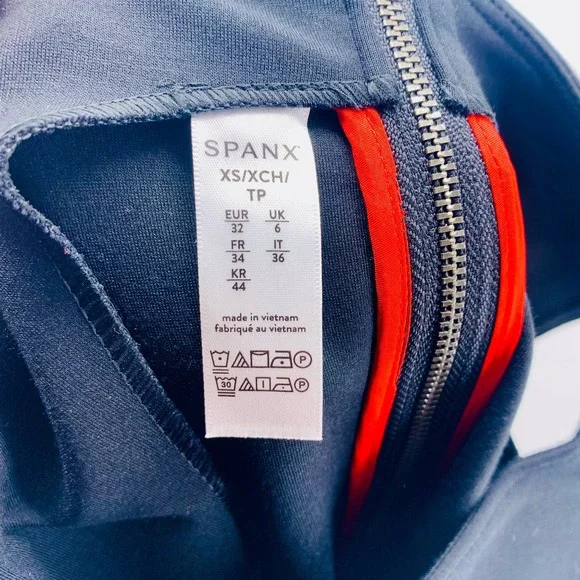 SPANX
XS/XCH/
TP
EUR UK
32 6
FR IT
34 36
KR
44
made in vietnam
fabriqué au vietnam
P
30 P